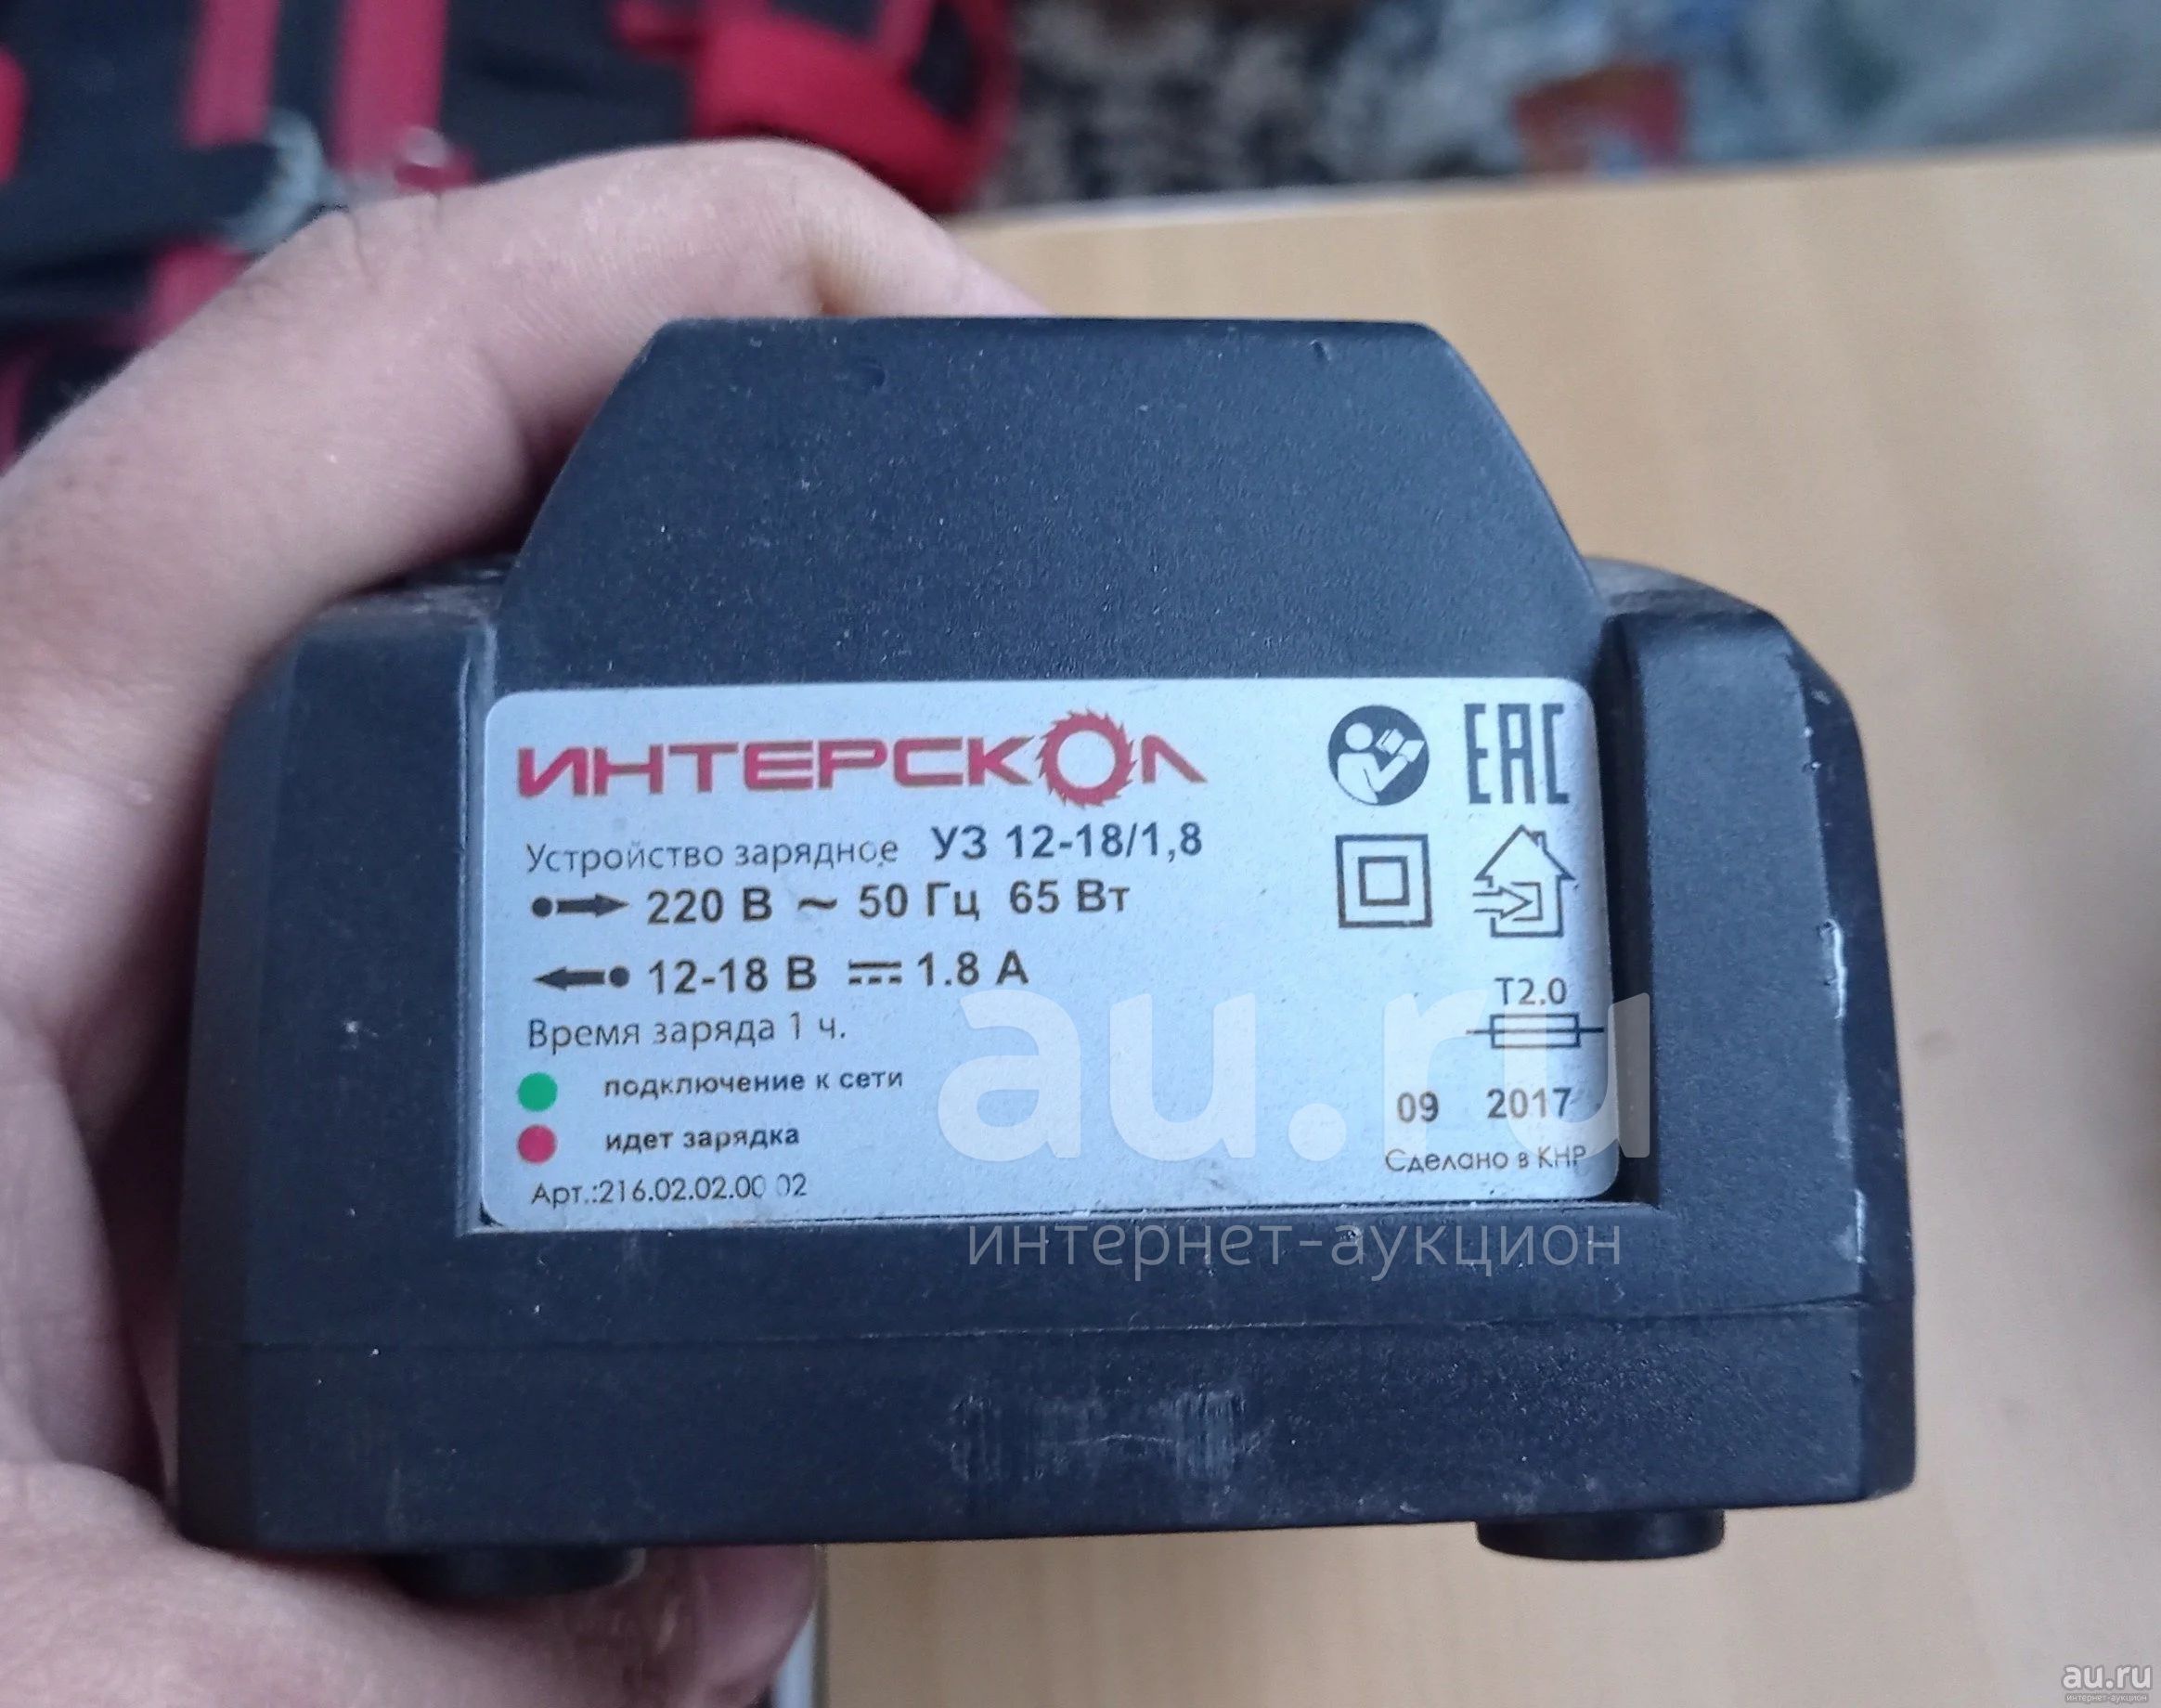 ИНТЕРСКОЛ
EAC
Устройство зарядное УЗ 12-18/1,8
220 В ~ 50 Гц 65 Вт
12-18 В 1.8 А
Т2.0
Время заряда 1 ч.
подключение к сети
идет зарядка
09 2017
Сделано в КНР
Арт.:216.02.02.00 02
au.ru
интернет-аукцион
au.ru
интернет-аукцион